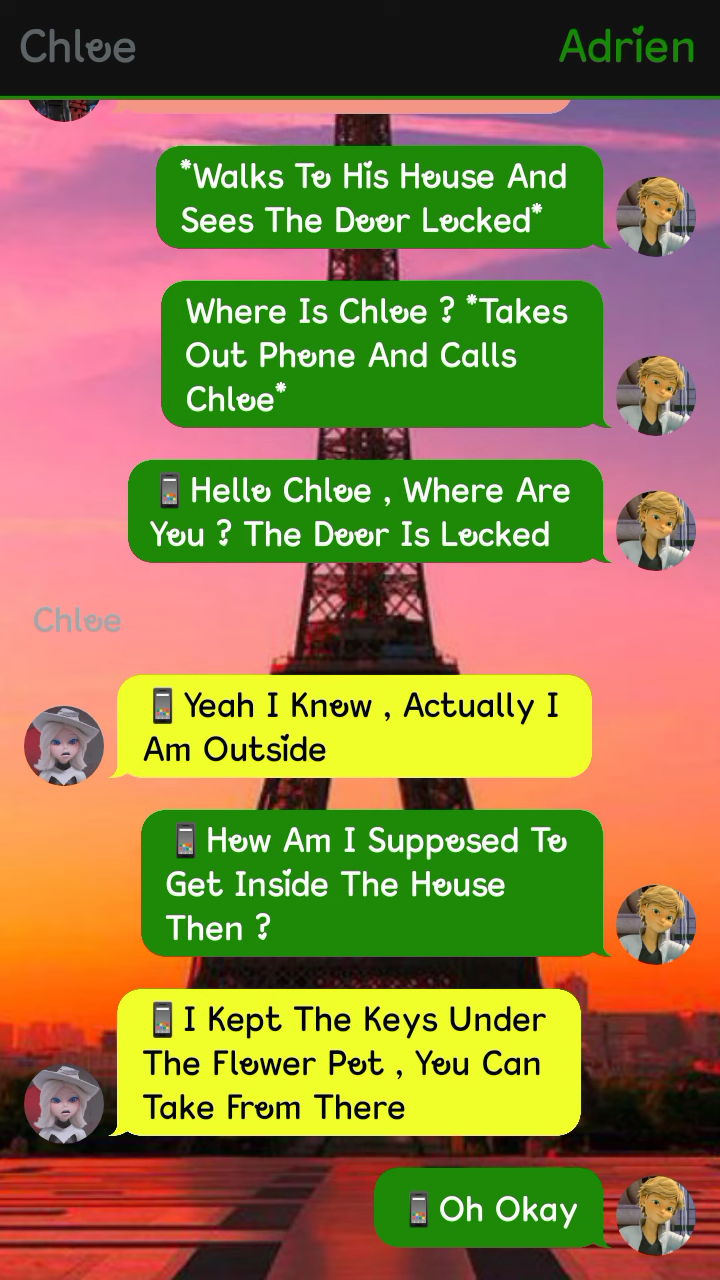 Chloe
Adrien
*Walks To His House And
Sees The Door Locked*
Where Is Chloe ? *Takes
Out Phone And Calls
Chloe*
📱Hello Chloe , Where Are
You ? The Door Is Locked
Chloe
📱Yeah I Know , Actually I
Am Outside
📱How Am I Supposed To
Get Inside The House
Then ?
📱I Kept The Keys Under
The Flower Pot , You Can
Take From There
📱Oh Okay